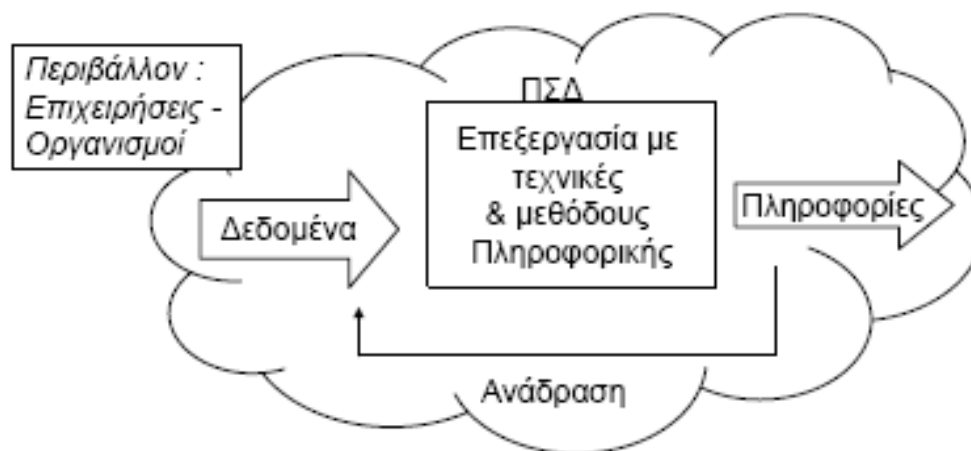 Περιβάλλον :
Επιχειρήσεις -
Οργανισμοί
ΠΣΔ
Επεξεργασία με
τεχνικές
& μεθόδους
Πληροφορικής
Δεδομένα
Πληροφορίες
Ανάδραση